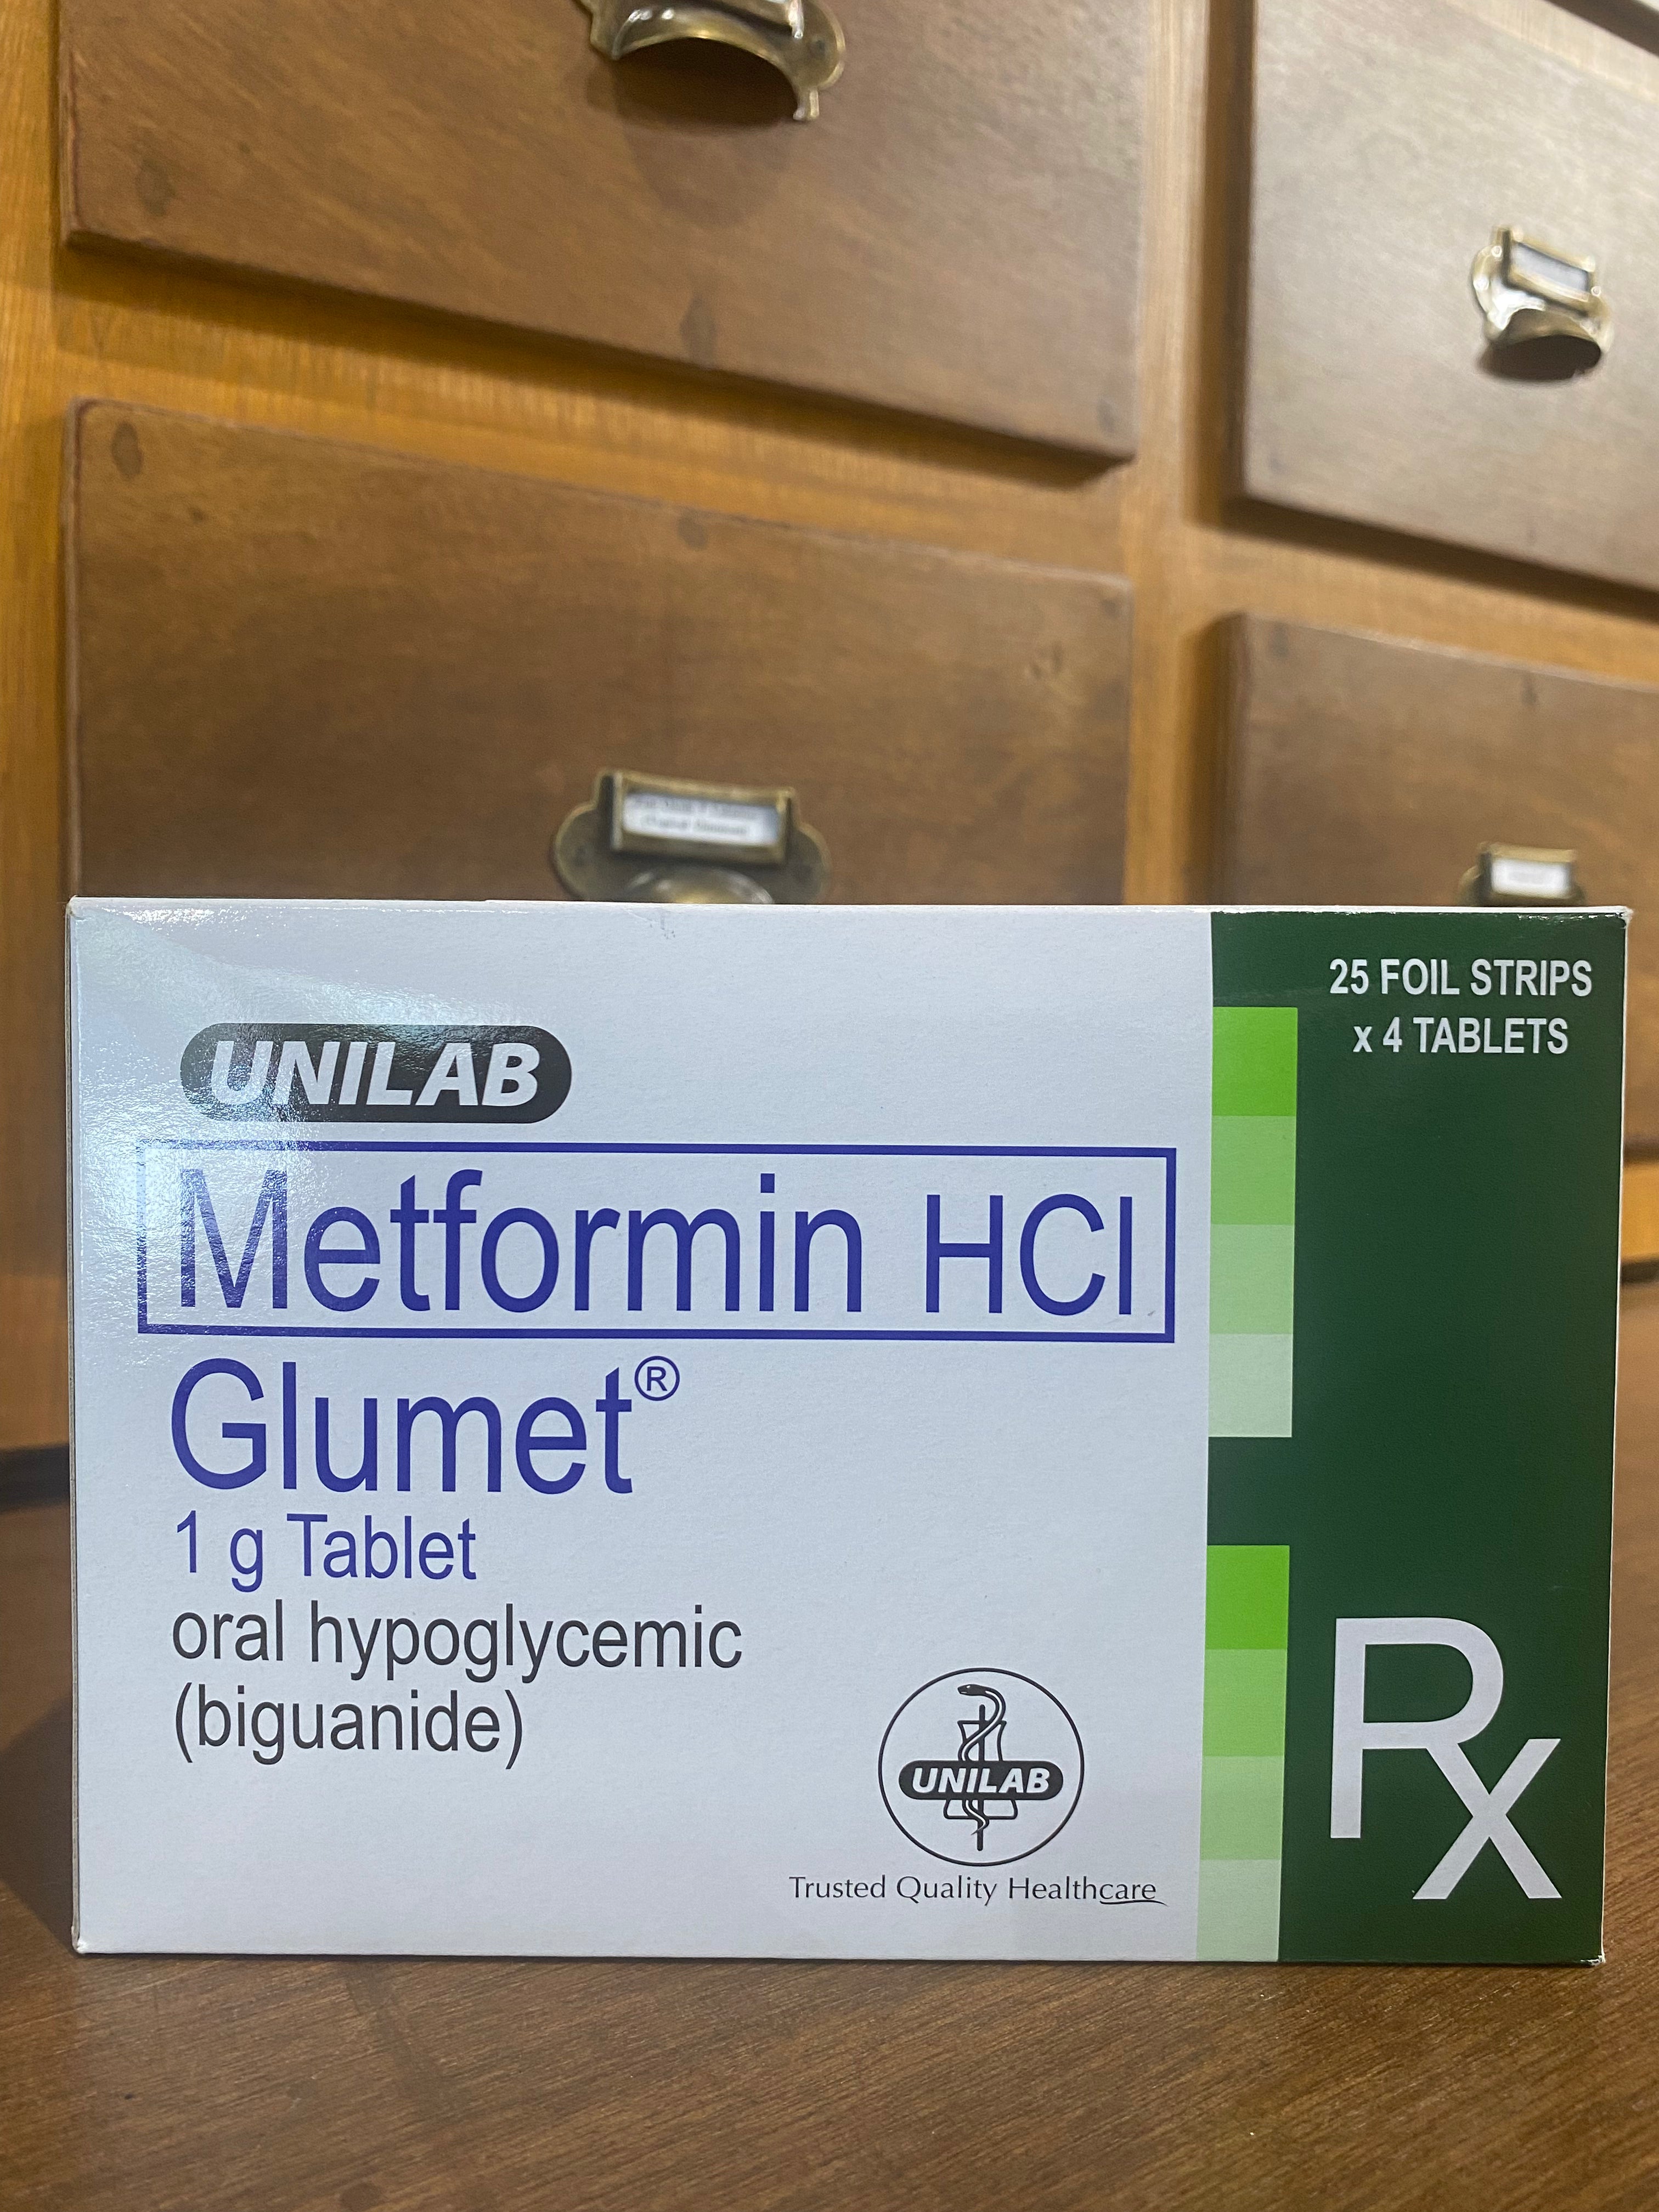 25 FOIL STRIPS
x 4 TABLETS
UNILAB
Metformin HCl
Glumet®
1 g Tablet
oral hypoglycemic
(biguanide)
UNILAB
Trusted Quality Healthcare
Rx